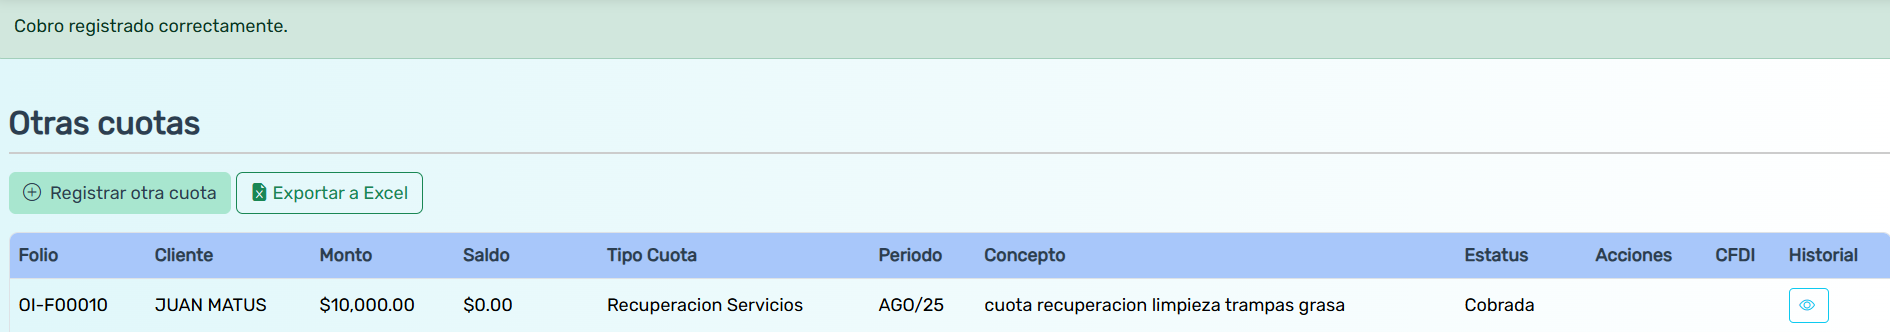 Cobro registrado correctamente.
Otras cuotas
Registrar otra cuota Exportar a Excel
Folio Cliente Monto Saldo Tipo Cuota Periodo Concepto Estatus Acciones CFDI Historial
OI-F00010 JUAN MATUS $10,000.00 $0.00 Recuperacion Servicios AGO/25 cuota recuperacion limpieza trampas grasa Cobrada